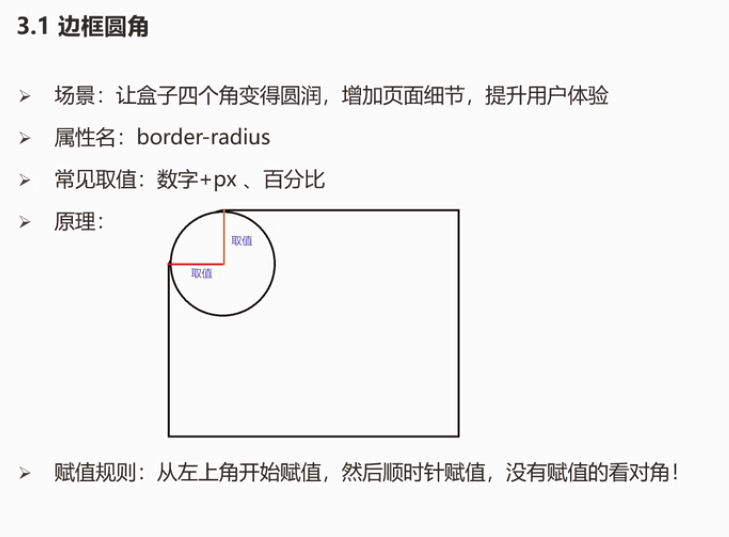 3.1 边框圆角
场景：让盒子四个角变得圆润，增加页面细节，提升用户体验
属性名：border-radius
常见取值：数字+px 、百分比
原理：
取值
取值
赋值规则：从左上角开始赋值，然后顺时针赋值，没有赋值的看对角！